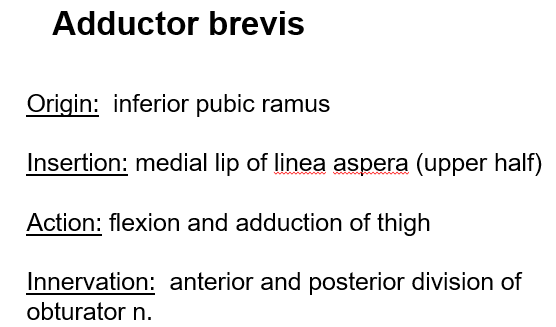 Adductor brevis
Origin: inferior pubic ramus
Insertion: medial lip of linea aspera (upper half)
Action: flexion and adduction of thigh
Innervation: anterior and posterior division of
obturator n.